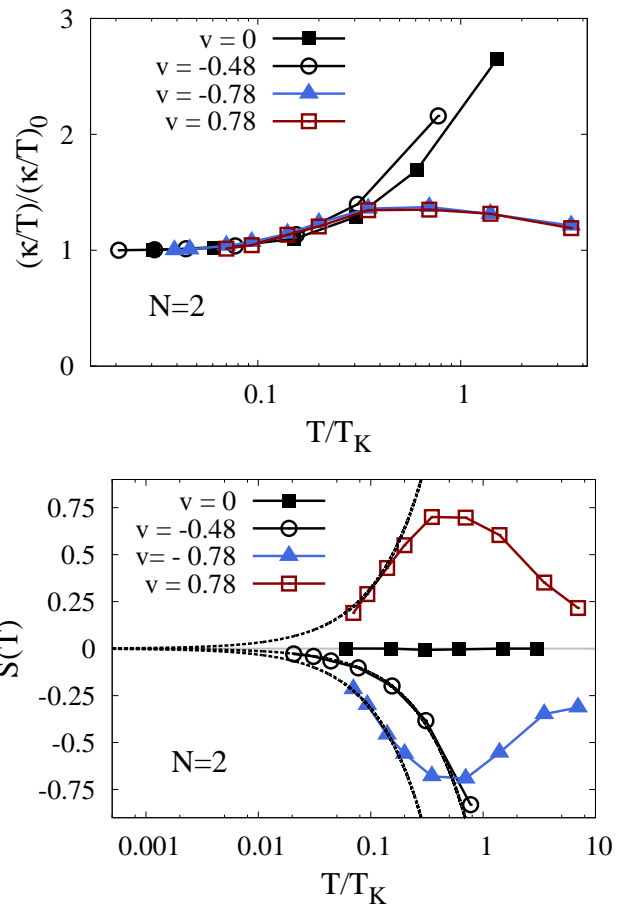 3
2
1
0
(κ/T)/(κ/T)₀
v = 0
v = -0.48
v = -0.78
v = 0.78
N=2
0.1
1
T/T_K
0.75
0.5
0.25
0
-0.25
-0.5
-0.75
S(T)
v = 0
v = -0.48
v= - 0.78
v = 0.78
N=2
0.001
0.01
0.1
1
10
T/T_K